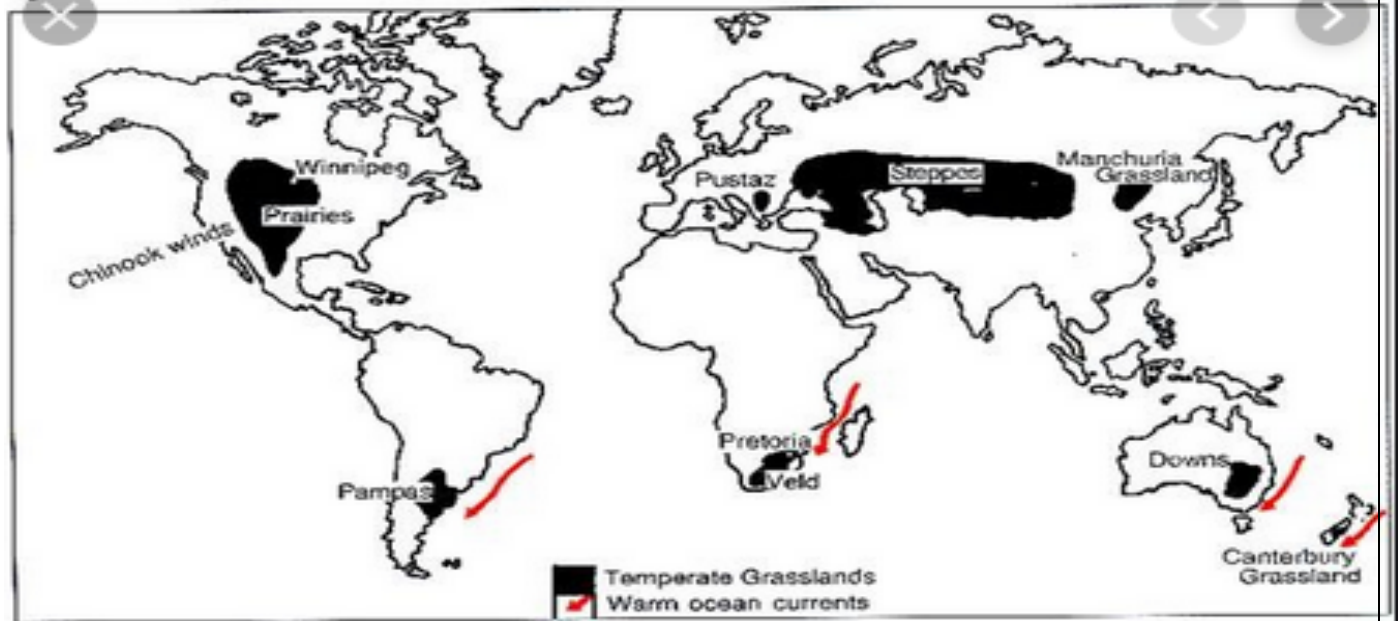 Winnipeg
Prairies
Chinook winds
Pampas
Pustaz
Steppes
Manchuria
Grassland
Pretoria
Veld
Downs
Canterbury
Grassland
Temperate Grasslands
Warm ocean currents